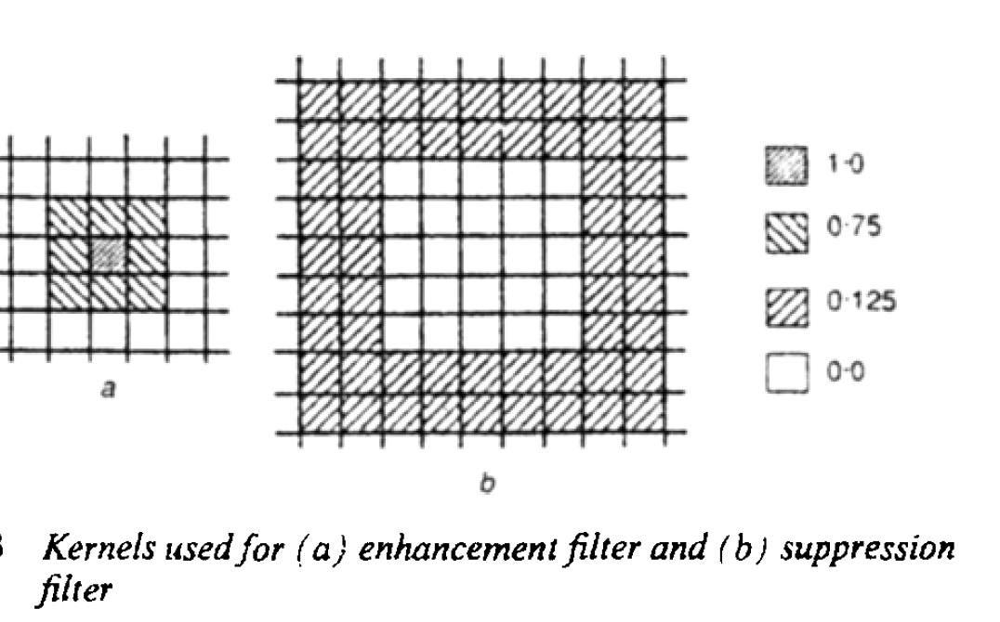 1·0
0·75
0·125
0·0
a
b
Kernels used for (a) enhancement filter and (b) suppression
filter